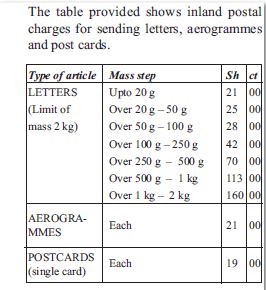 The table provided shows inland postal
charges for sending letters, aerogrammes
and post cards.
Type of article Mass step Sh ct
LETTERS Upto 20 g 21 00
(Limit of Over 20 g – 50 g 25 00
mass 2 kg) Over 50 g – 100 g 28 00
Over 100 g – 250 g 42 00
Over 250 g – 500 g 70 00
Over 500 g – 1 kg 113 00
Over 1 kg – 2 kg 160 00
AEROGRA-
MMES Each 21 00
POSTCARDS
(single card) Each 19 00